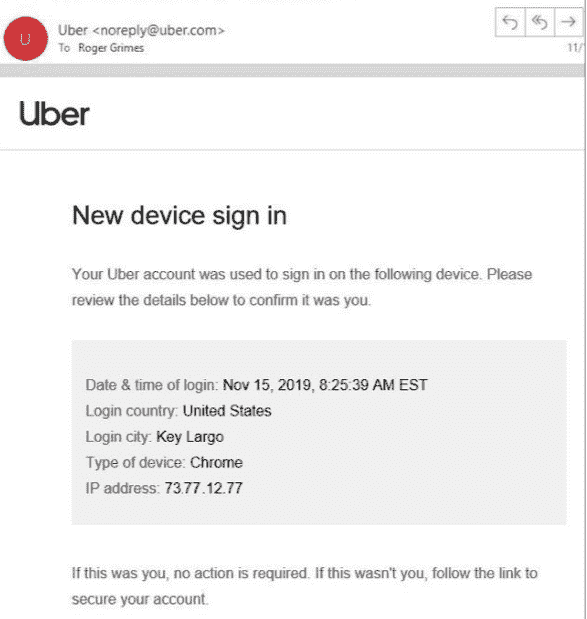 U
Uber <noreply@uber.com>
To Roger Grimes
11/
Uber
New device sign in
Your Uber account was used to sign in on the following device. Please
review the details below to confirm it was you.
Date & time of login: Nov 15, 2019, 8:25:39 AM EST
Login country: United States
Login city: Key Largo
Type of device: Chrome
IP address: 73.77.12.77
If this was you, no action is required. If this wasn't you, follow the link to
secure your account.